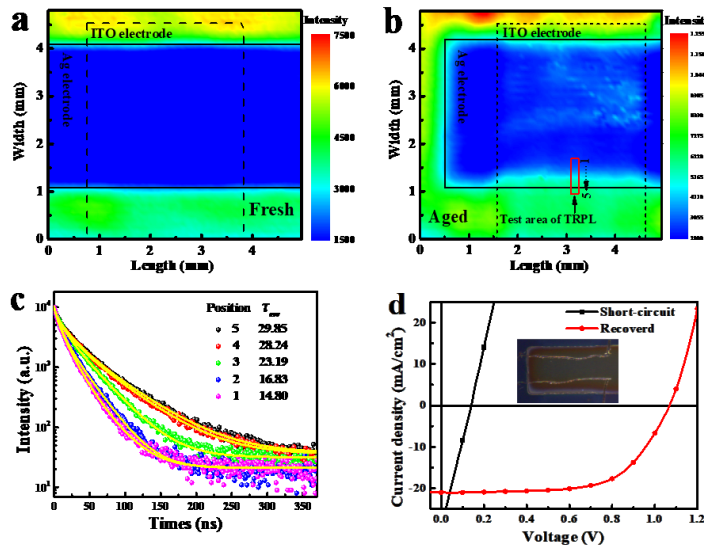 a
Intensity
ITO electrode
Ag electrode
Fresh
Width (mm)
Length (mm)
0
1
2
3
4
0
1
2
3
4
7500
6000
4500
3000
1500
b
Intensit
ITO electrode
Ag electrode
Aged
Test area of TRPL
5
1
Width (mm)
Length (mm)
0
1
2
3
4
0
1
2
3
4
c
Position τave
5 29.85
4 28.24
3 23.19
2 16.83
1 14.80
Intensity (a.u.)
10⁴
10³
10²
10¹
0 50 100 150 200 250 300 350
Times (ns)
d
Short-circuit
Recoverd
Current density (mA/cm²)
20
10
0
-10
-20
0.0 0.2 0.4 0.6 0.8 1.0 1.2
Voltage (V)